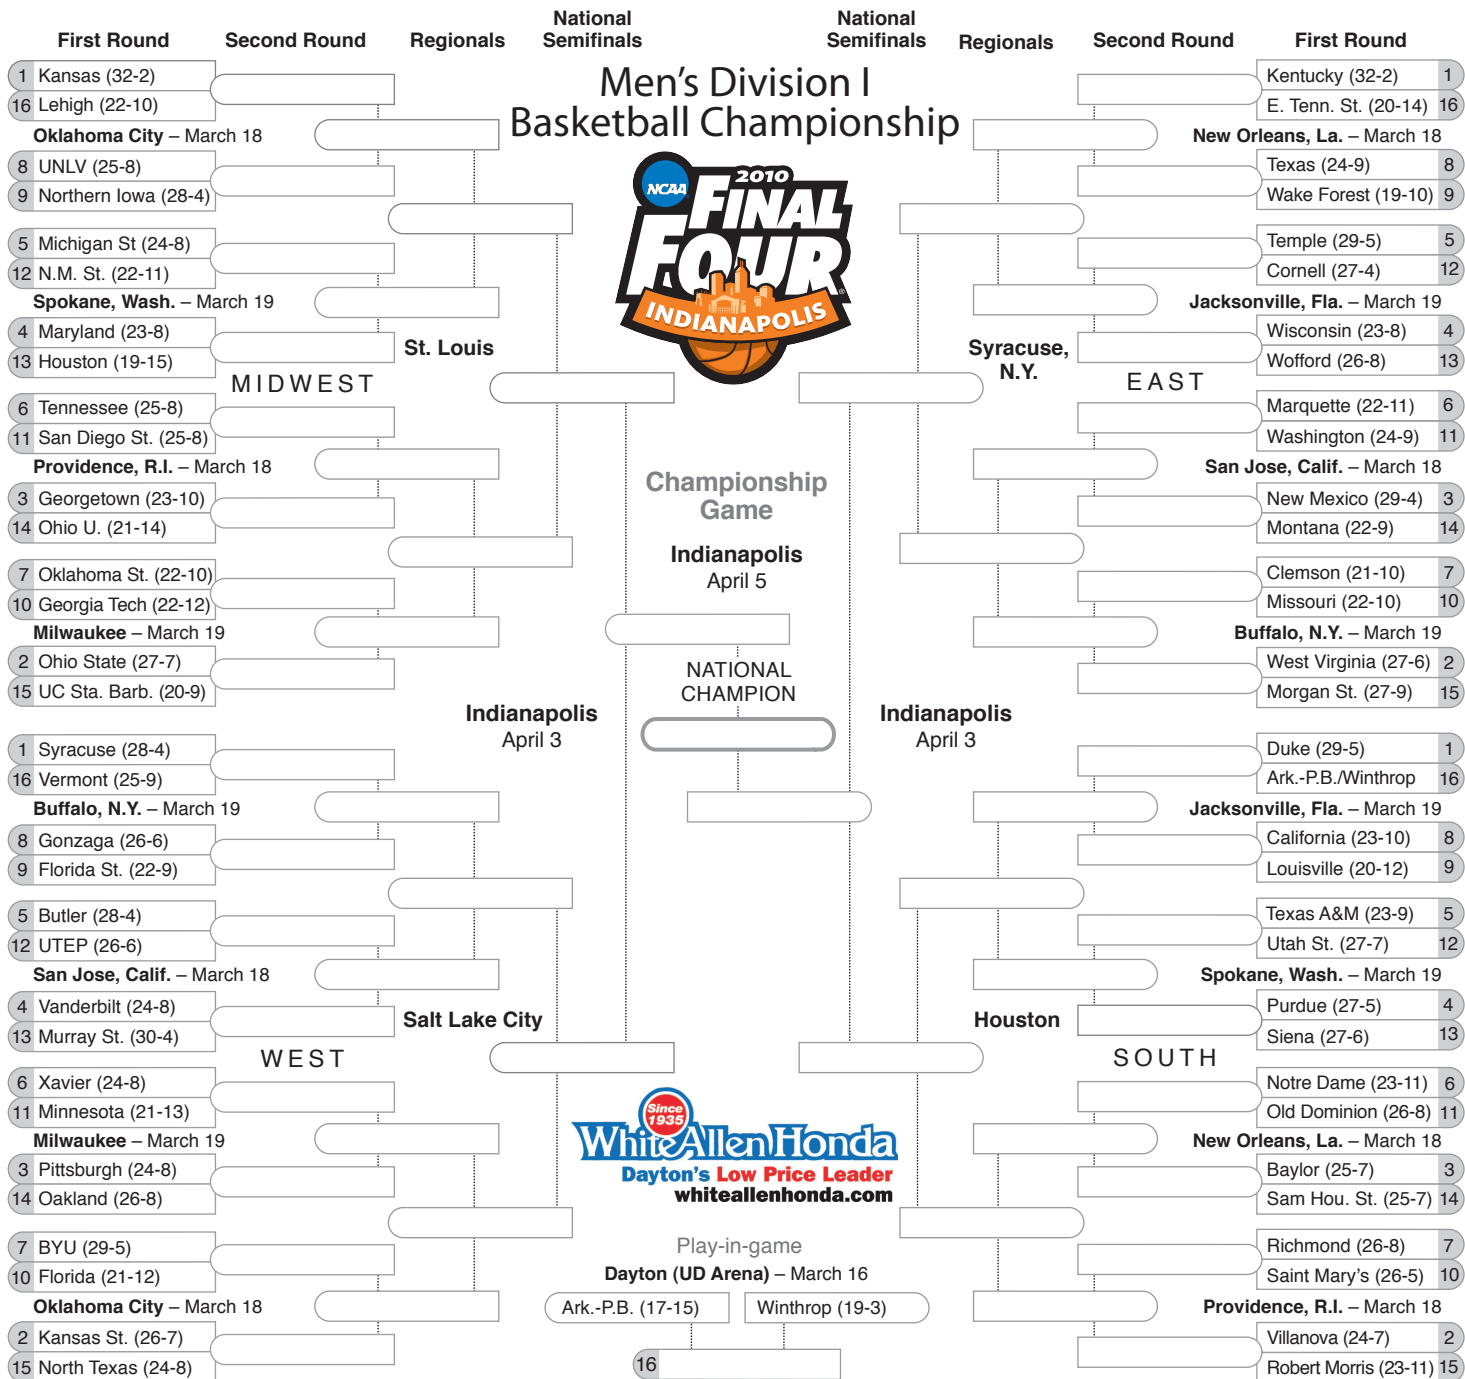 First Round
Second Round
Regionals
National
Semifinals
National
Semifinals
Regionals
Second Round
First Round
Men's Division I
Basketball Championship
NCAA
2010
FINAL
FOUR
INDIANAPOLIS
®
1 Kansas (32-2)
16 Lehigh (22-10)
Oklahoma City – March 18
8 UNLV (25-8)
9 Northern Iowa (28-4)
5 Michigan St (24-8)
12 N.M. St. (22-11)
Spokane, Wash. – March 19
4 Maryland (23-8)
13 Houston (19-15)
St. Louis
MIDWEST
6 Tennessee (25-8)
11 San Diego St. (25-8)
Providence, R.I. – March 18
3 Georgetown (23-10)
14 Ohio U. (21-14)
7 Oklahoma St. (22-10)
10 Georgia Tech (22-12)
Milwaukee – March 19
2 Ohio State (27-7)
15 UC Sta. Barb. (20-9)
Indianapolis
April 3
1 Syracuse (28-4)
16 Vermont (25-9)
Buffalo, N.Y. – March 19
8 Gonzaga (26-6)
9 Florida St. (22-9)
5 Butler (28-4)
12 UTEP (26-6)
San Jose, Calif. – March 18
4 Vanderbilt (24-8)
13 Murray St. (30-4)
Salt Lake City
WEST
6 Xavier (24-8)
11 Minnesota (21-13)
Milwaukee – March 19
3 Pittsburgh (24-8)
14 Oakland (26-8)
7 BYU (29-5)
10 Florida (21-12)
Oklahoma City – March 18
2 Kansas St. (26-7)
15 North Texas (24-8)
Championship
Game
Indianapolis
April 5
NATIONAL
CHAMPION
Since
1935
White Allen Honda
Dayton's Low Price Leader
whiteallenhonda.com
Play-in-game
Dayton (UD Arena) – March 16
Ark.-P.B. (17-15)
Winthrop (19-3)
16
Kentucky (32-2) 1
E. Tenn. St. (20-14) 16
New Orleans, La. – March 18
Texas (24-9) 8
Wake Forest (19-10) 9
Temple (29-5) 5
Cornell (27-4) 12
Jacksonville, Fla. – March 19
Wisconsin (23-8) 4
Wofford (26-8) 13
Syracuse,
N.Y.
EAST
Marquette (22-11) 6
Washington (24-9) 11
San Jose, Calif. – March 18
New Mexico (29-4) 3
Montana (22-9) 14
Clemson (21-10) 7
Missouri (22-10) 10
Buffalo, N.Y. – March 19
West Virginia (27-6) 2
Morgan St. (27-9) 15
Indianapolis
April 3
Duke (29-5) 1
Ark.-P.B./Winthrop 16
Jacksonville, Fla. – March 19
California (23-10) 8
Louisville (20-12) 9
Texas A&M (23-9) 5
Utah St. (27-7) 12
Spokane, Wash. – March 19
Purdue (27-5) 4
Siena (27-6) 13
Houston
SOUTH
Notre Dame (23-11) 6
Old Dominion (26-8) 11
New Orleans, La. – March 18
Baylor (25-7) 3
Sam Hou. St. (25-7) 14
Richmond (26-8) 7
Saint Mary's (26-5) 10
Providence, R.I. – March 18
Villanova (24-7) 2
Robert Morris (23-11) 15